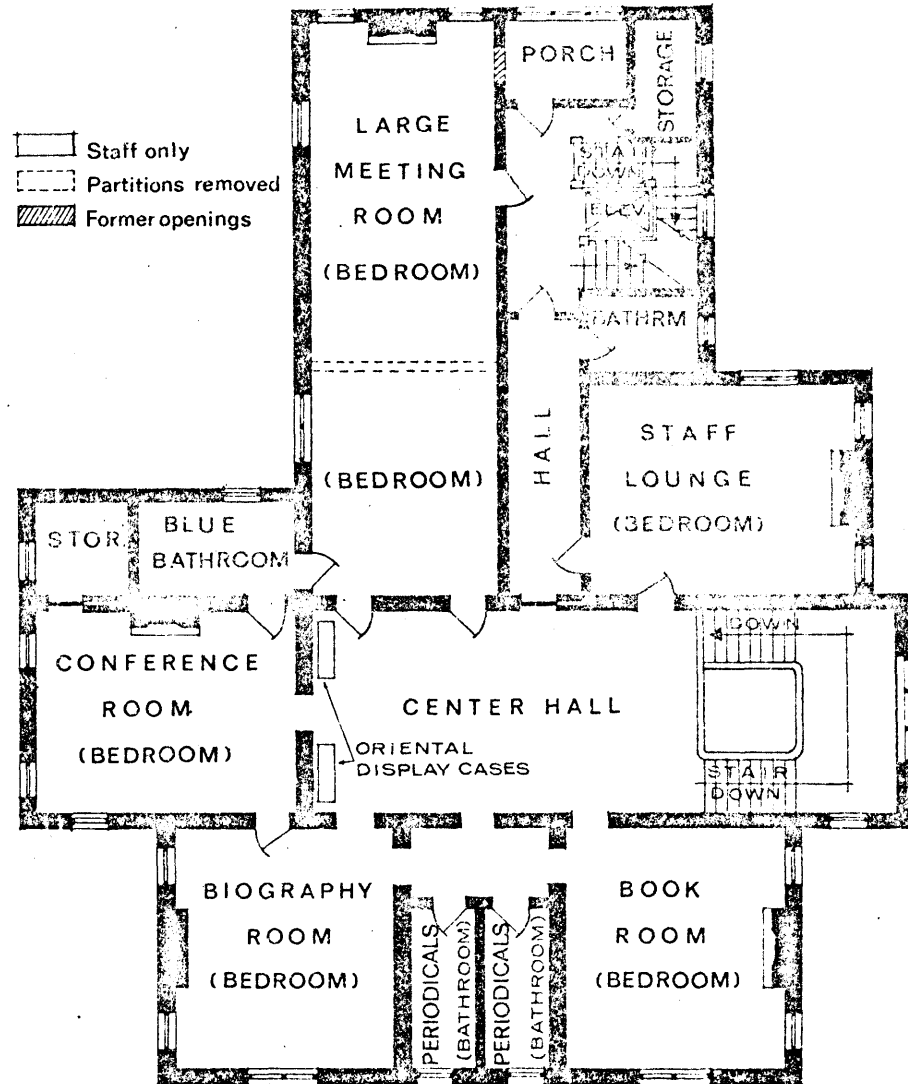 Staff only
Partitions removed
Former openings
LARGE
MEETING
ROOM
(BEDROOM)
(BEDROOM)
PORCH
STORAGE
STAIR
DOWN
ELEV
BATHRM
HALL
STAFF
LOUNGE
(BEDROOM)
STOR.
BLUE
BATHROOM
CONFERENCE
ROOM
(BEDROOM)
CENTER HALL
ORIENTAL
DISPLAY CASES
DOWN
STAIR
DOWN
BIOGRAPHY
ROOM
(BEDROOM)
PERIODICALS
(BATHROOM)
PERIODICALS
(BATHROOM)
BOOK
ROOM
(BEDROOM)